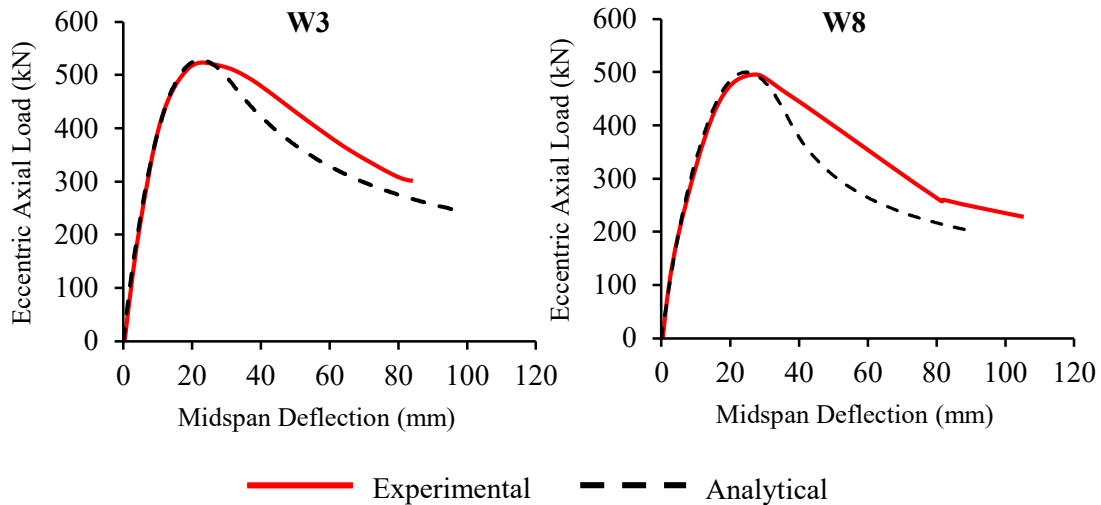 W3
Eccentric Axial Load (kN)
600
500
400
300
200
100
0
0 20 40 60 80 100 120
Midspan Deflection (mm)
W8
Eccentric Axial Load (kN)
600
500
400
300
200
100
0
0 20 40 60 80 100 120
Midspan Deflection (mm)
Experimental Analytical